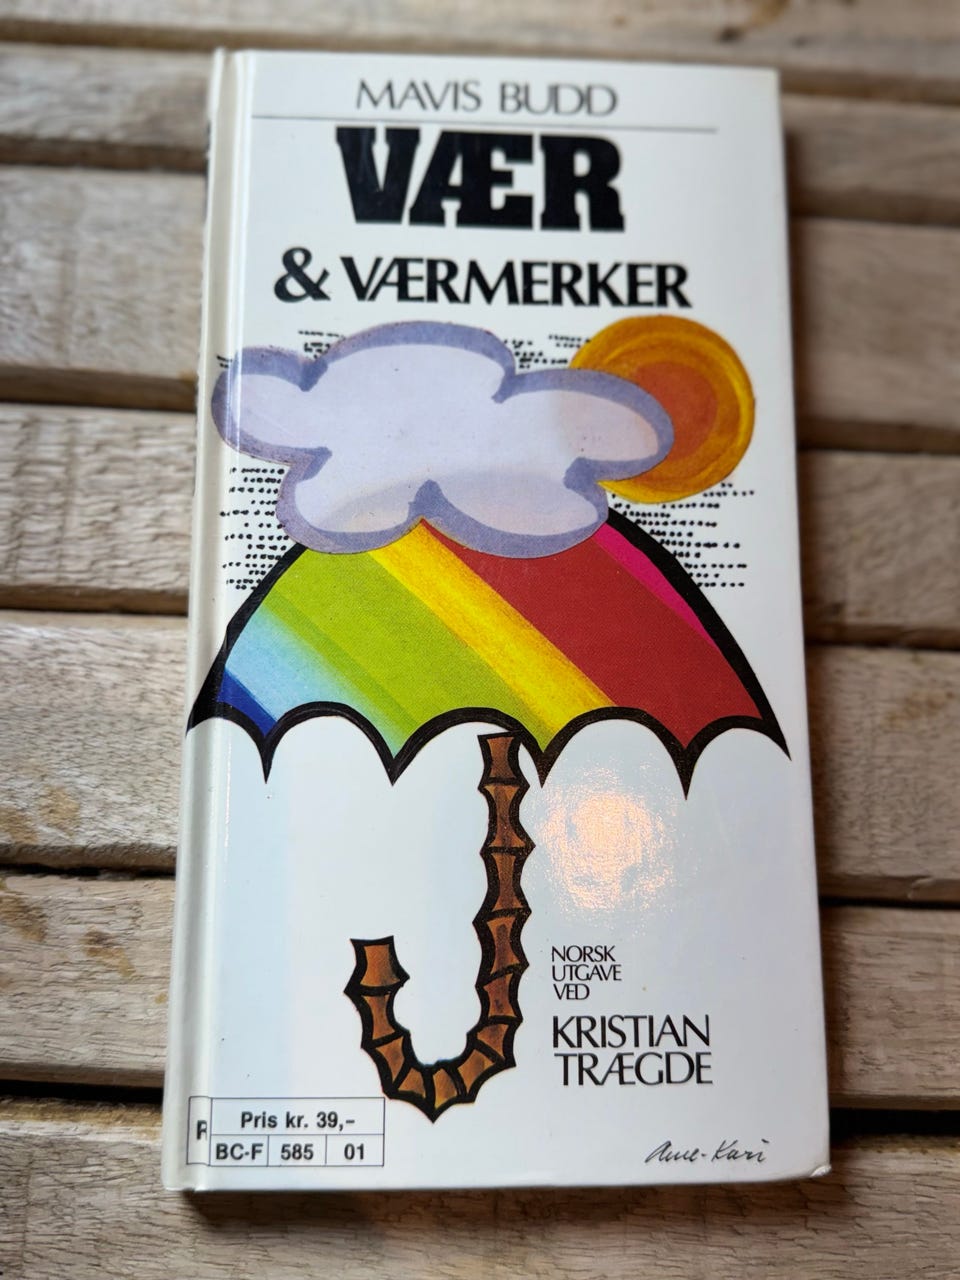 MAVIS BUDD
VÆR
& VÆRMERKER
NORSK
UTGAVE
VED
KRISTIAN
TRÆGDE
Pris kr. 39,-
BC-F 585 01
Anne-Kari